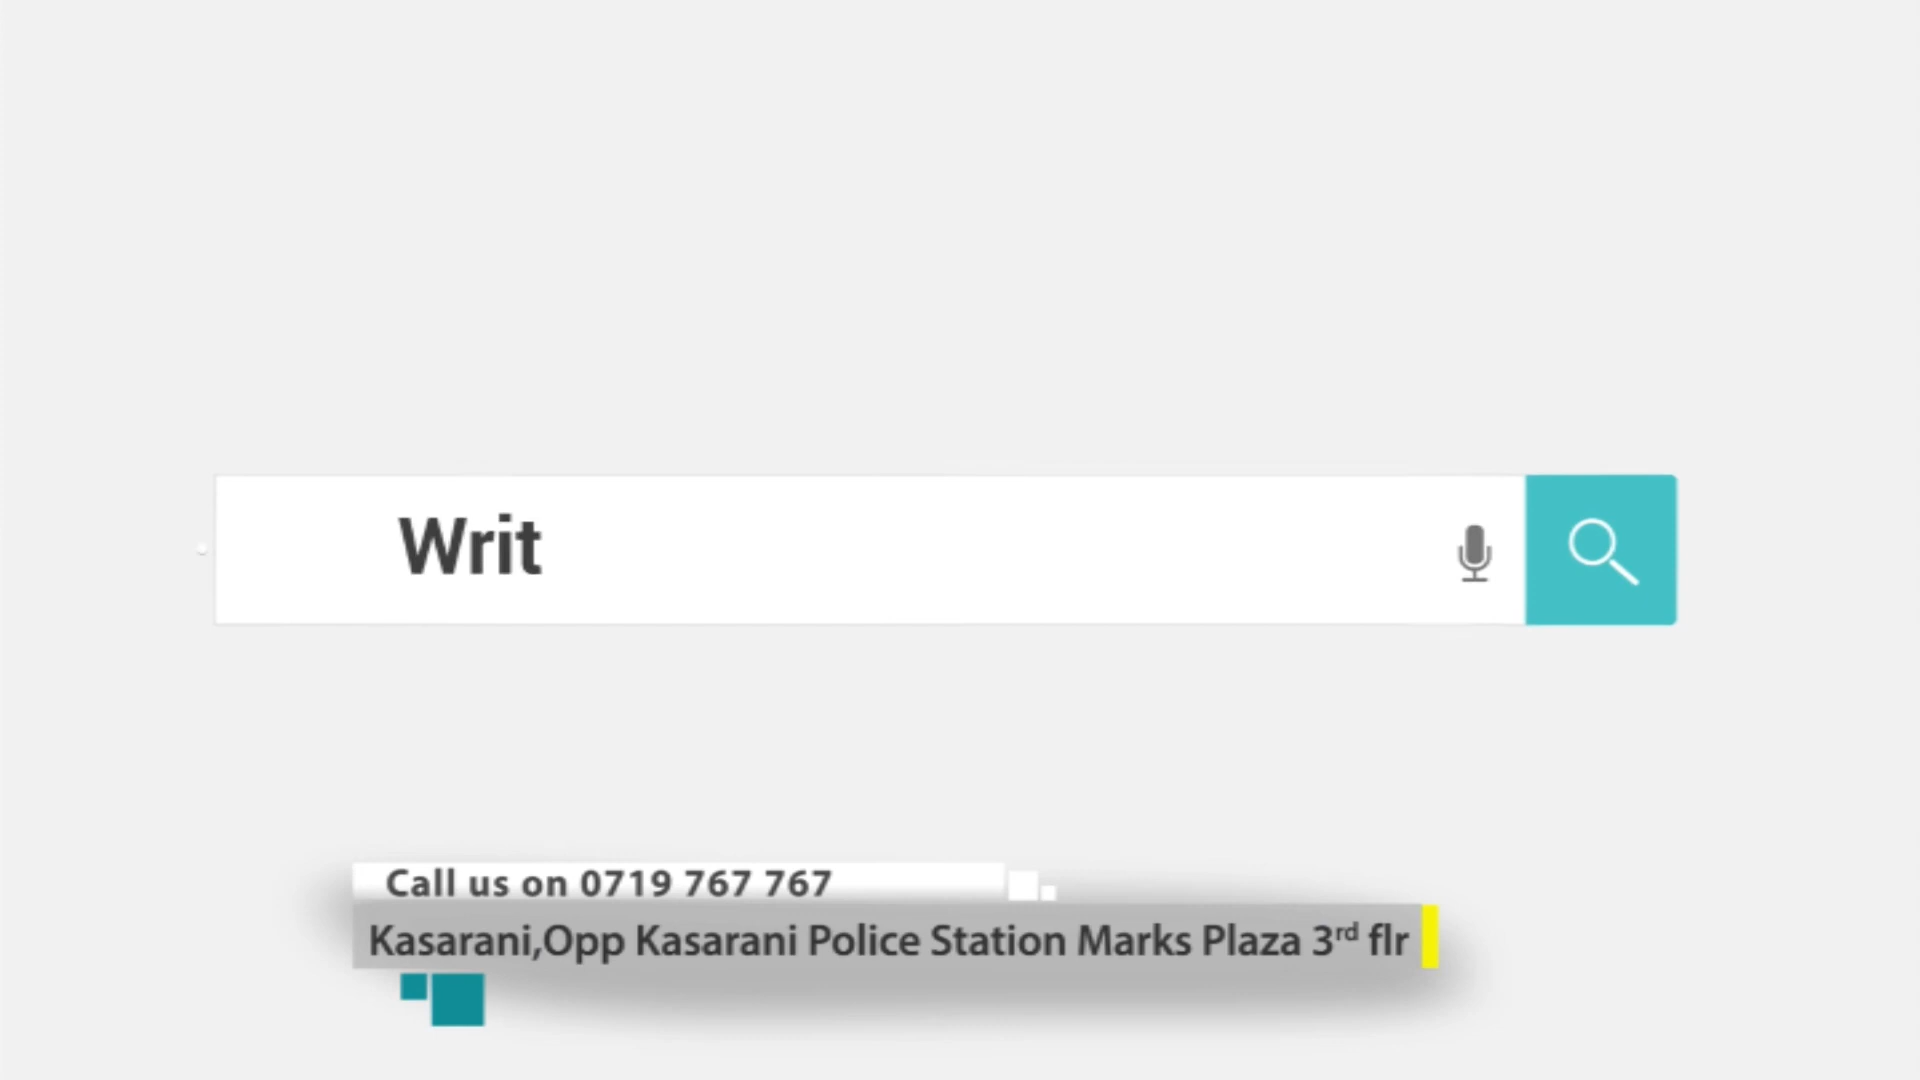 Writ
Call us on 0719 767 767
Kasarani,Opp Kasarani Police Station Marks Plaza 3rd flr